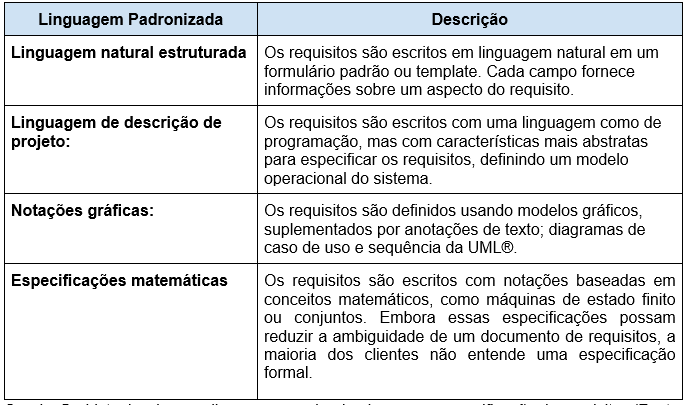 Linguagem Padronizada
Descrição
Linguagem natural estruturada
Os requisitos são escritos em linguagem natural em um
formulário padrão ou template. Cada campo fornece
informações sobre um aspecto do requisito.
Linguagem de descrição de
projeto:
Os requisitos são escritos com uma linguagem como de
programação, mas com características mais abstratas
para especificar os requisitos, definindo um modelo
operacional do sistema.
Notações gráficas:
Os requisitos são definidos usando modelos gráficos,
suplementados por anotações de texto; diagramas de
caso de uso e sequência da UML®.
Especificações matemáticas
Os requisitos são escritos com notações baseadas em
conceitos matemáticos, como máquinas de estado finito
ou conjuntos. Embora essas especificações possam
reduzir a ambiguidade de um documento de requisitos, a
maioria dos clientes não entende uma especificação
formal.